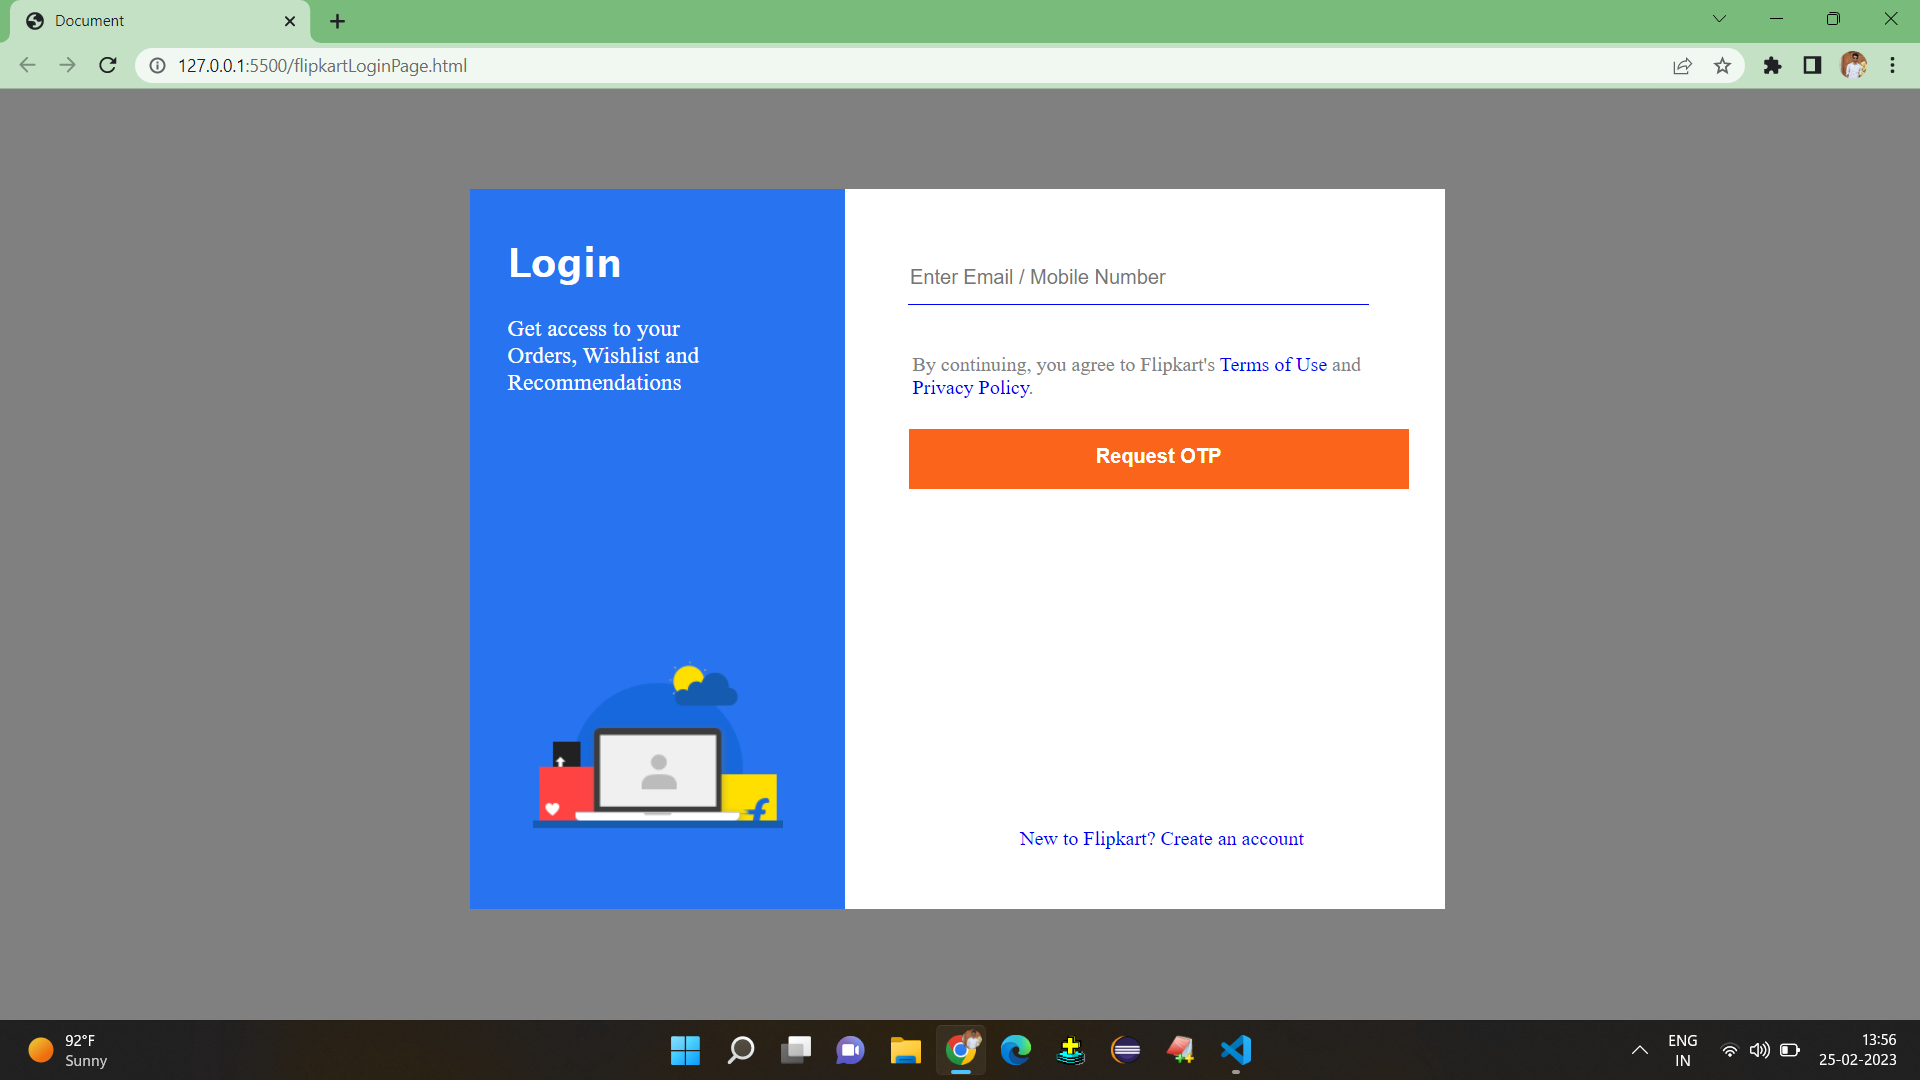 Document
127.0.0.1:5500/flipkartLoginPage.html
Login
Get access to your
Orders, Wishlist and
Recommendations
Enter Email / Mobile Number
By continuing, you agree to Flipkart's Terms of Use and
Privacy Policy.
Request OTP
New to Flipkart? Create an account
92°F
Sunny
ENG
IN
13:56
25-02-2023